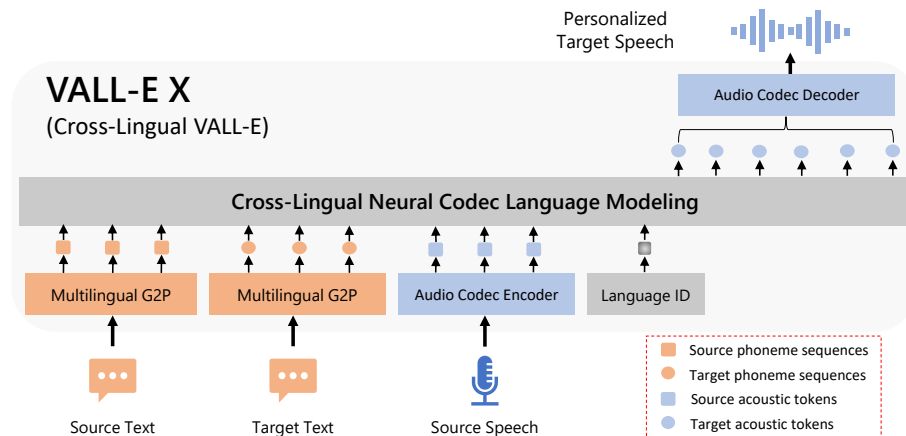 Personalized
Target Speech
VALL-E X
(Cross-Lingual VALL-E)
Audio Codec Decoder
Cross-Lingual Neural Codec Language Modeling
Multilingual G2P
Multilingual G2P
Audio Codec Encoder
Language ID
Source Text
Target Text
Source Speech
Source phoneme sequences
Target phoneme sequences
Source acoustic tokens
Target acoustic tokens